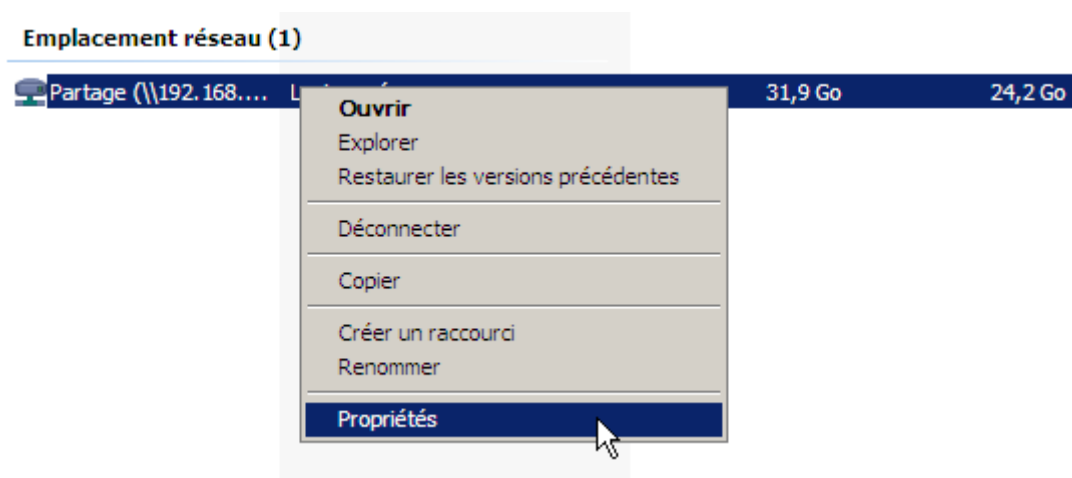 Emplacement réseau (1)
Partage (\\192.168.... 31,9 Go 24,2 Go
Ouvrir
Explorer
Restaurer les versions précédentes
Déconnecter
Copier
Créer un raccourci
Renommer
Propriétés